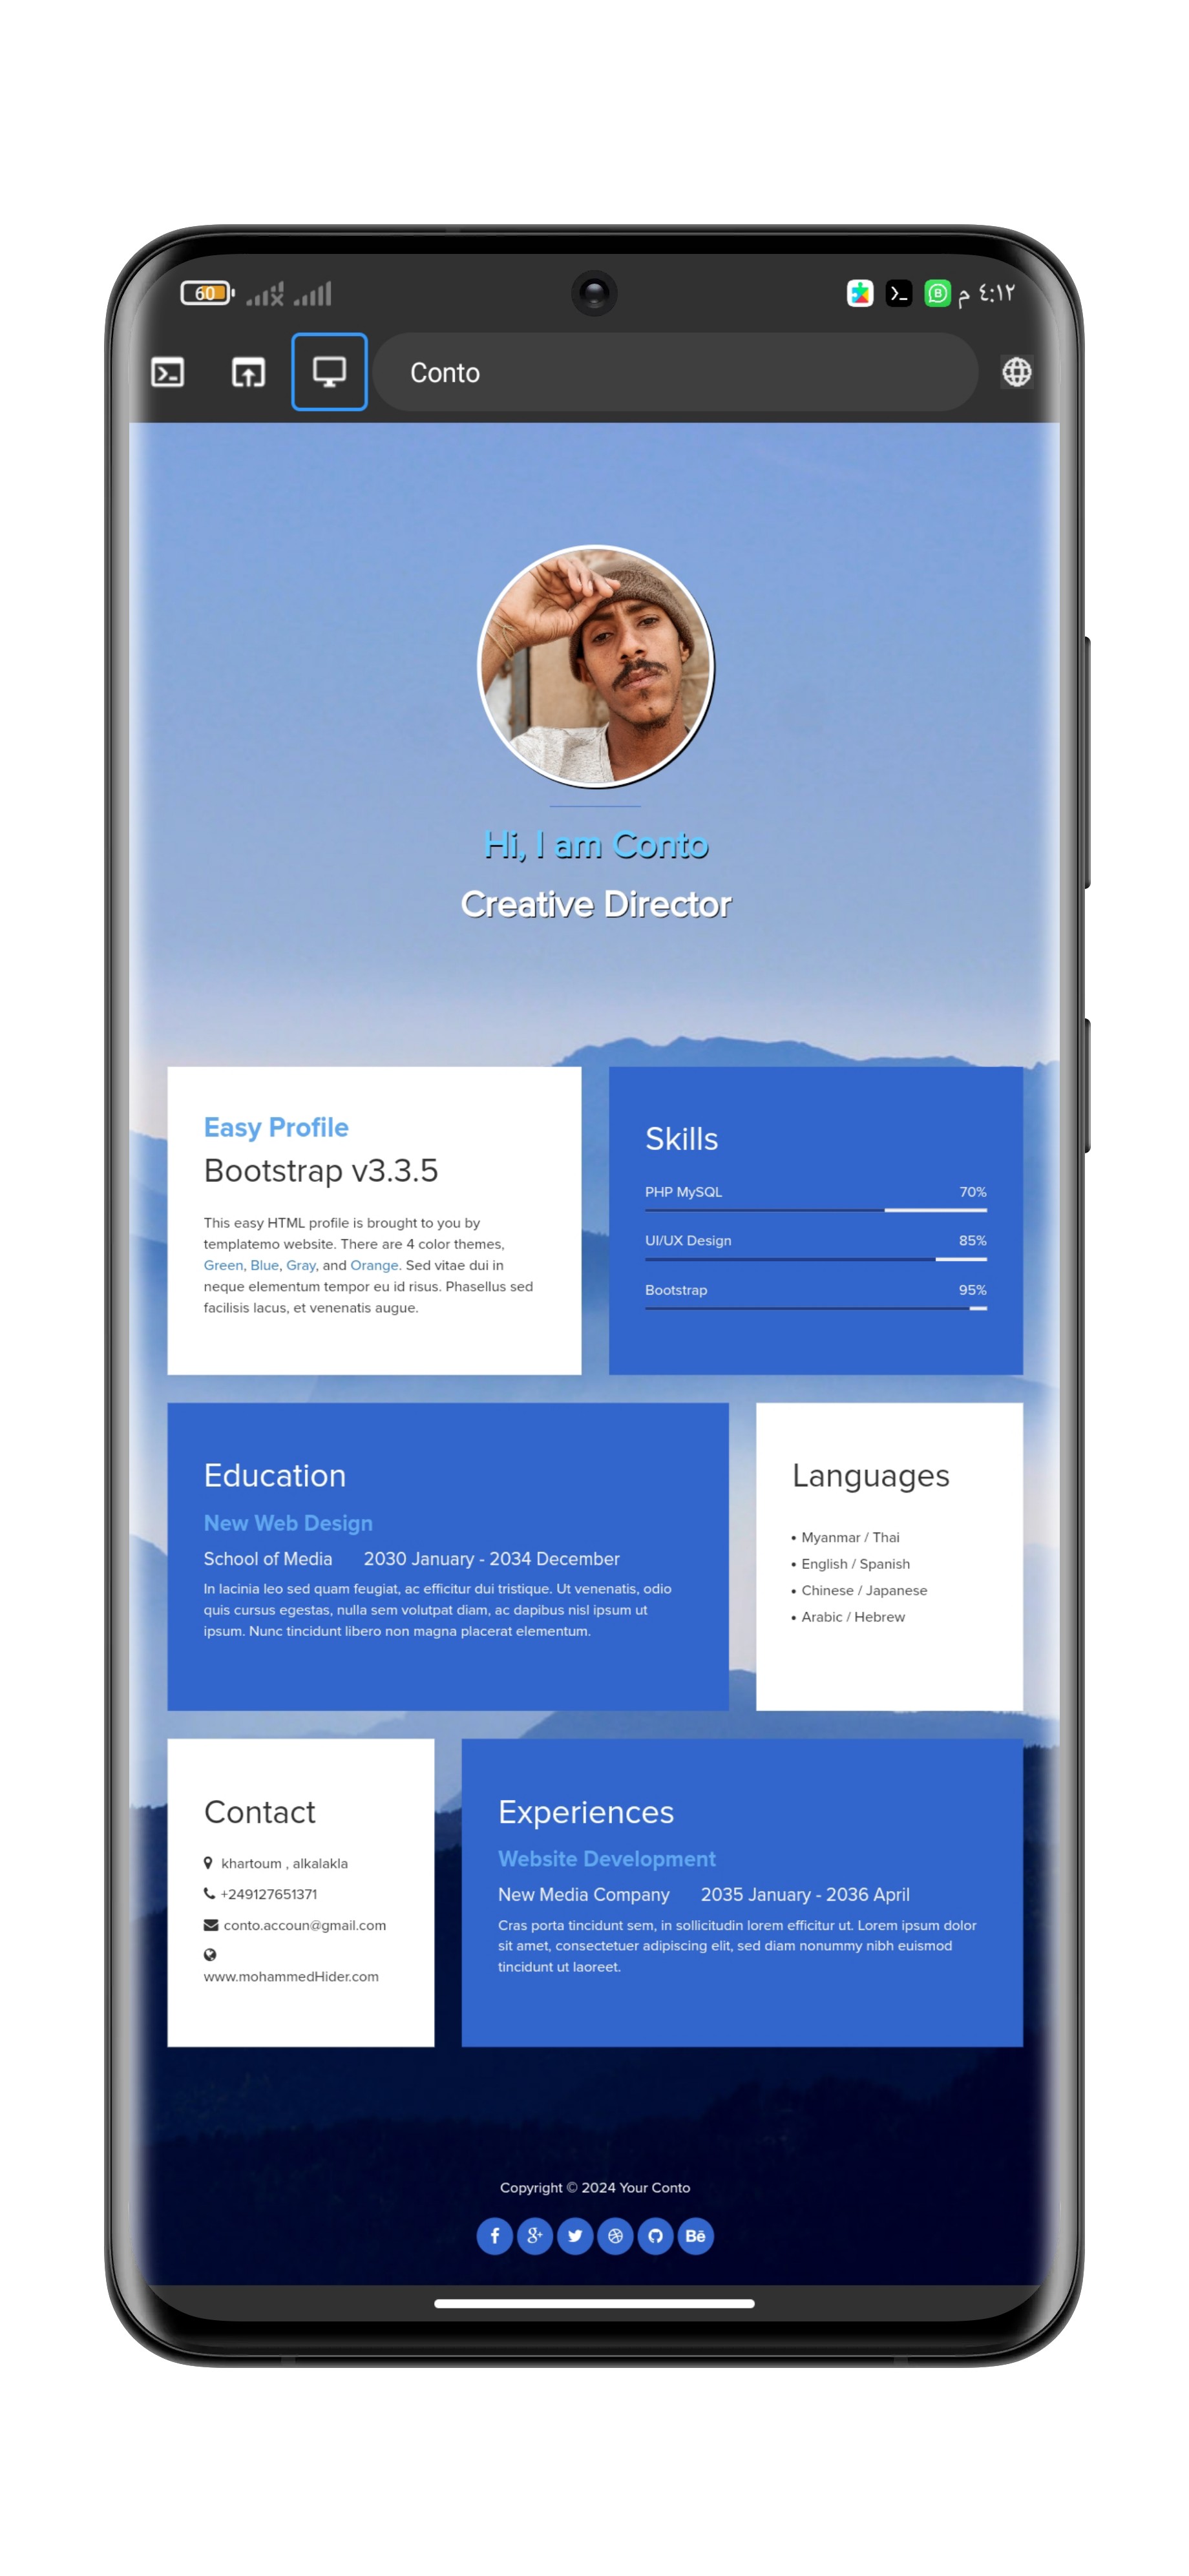 60
م ٤:١٢
Conto
Hi, I am Conto
Creative Director
Easy Profile
Bootstrap v3.3.5
This easy HTML profile is brought to you by
templatemo website. There are 4 color themes,
Green, Blue, Gray, and Orange. Sed vitae dui in
neque elementum tempor eu id risus. Phasellus sed
facilisis lacus, et venenatis augue.
Skills
PHP MySQL 70%
UI/UX Design 85%
Bootstrap 95%
Education
New Web Design
School of Media 2030 January - 2034 December
In lacinia leo sed quam feugiat, ac efficitur dui tristique. Ut venenatis, odio
quis cursus egestas, nulla sem volutpat diam, ac dapibus nisl ipsum ut
ipsum. Nunc tincidunt libero non magna placerat elementum.
Languages
• Myanmar / Thai
• English / Spanish
• Chinese / Japanese
• Arabic / Hebrew
Contact
khartoum , alkalakla
+249127651371
conto.accoun@gmail.com
www.mohammedHider.com
Experiences
Website Development
New Media Company 2035 January - 2036 April
Cras porta tincidunt sem, in sollicitudin lorem efficitur ut. Lorem ipsum dolor
sit amet, consectetuer adipiscing elit, sed diam nonummy nibh euismod
tincidunt ut laoreet.
Copyright © 2024 Your Conto
f g+ Bē